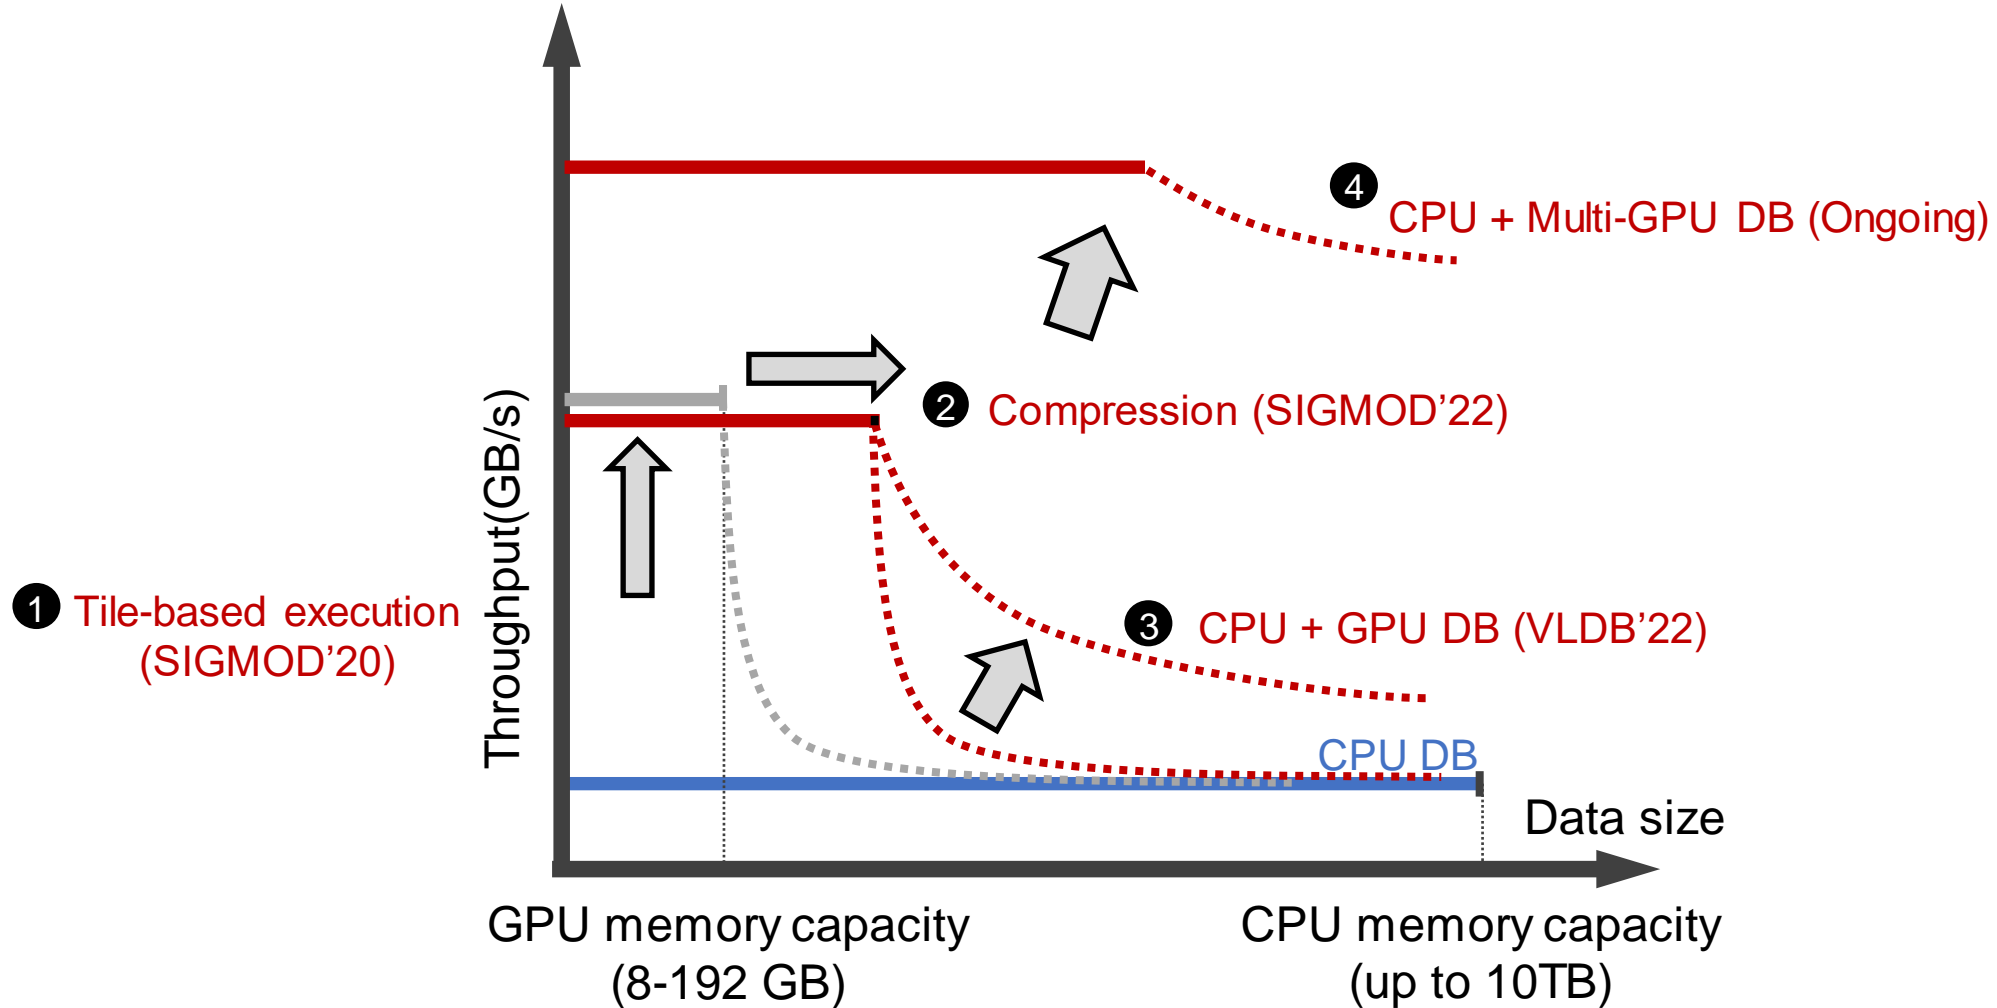 4
CPU + Multi-GPU DB (Ongoing)
2
Compression (SIGMOD’22)
Throughput(GB/s)
1
Tile-based execution
(SIGMOD’20)
3
CPU + GPU DB (VLDB’22)
CPU DB
Data size
GPU memory capacity
(8-192 GB)
CPU memory capacity
(up to 10TB)